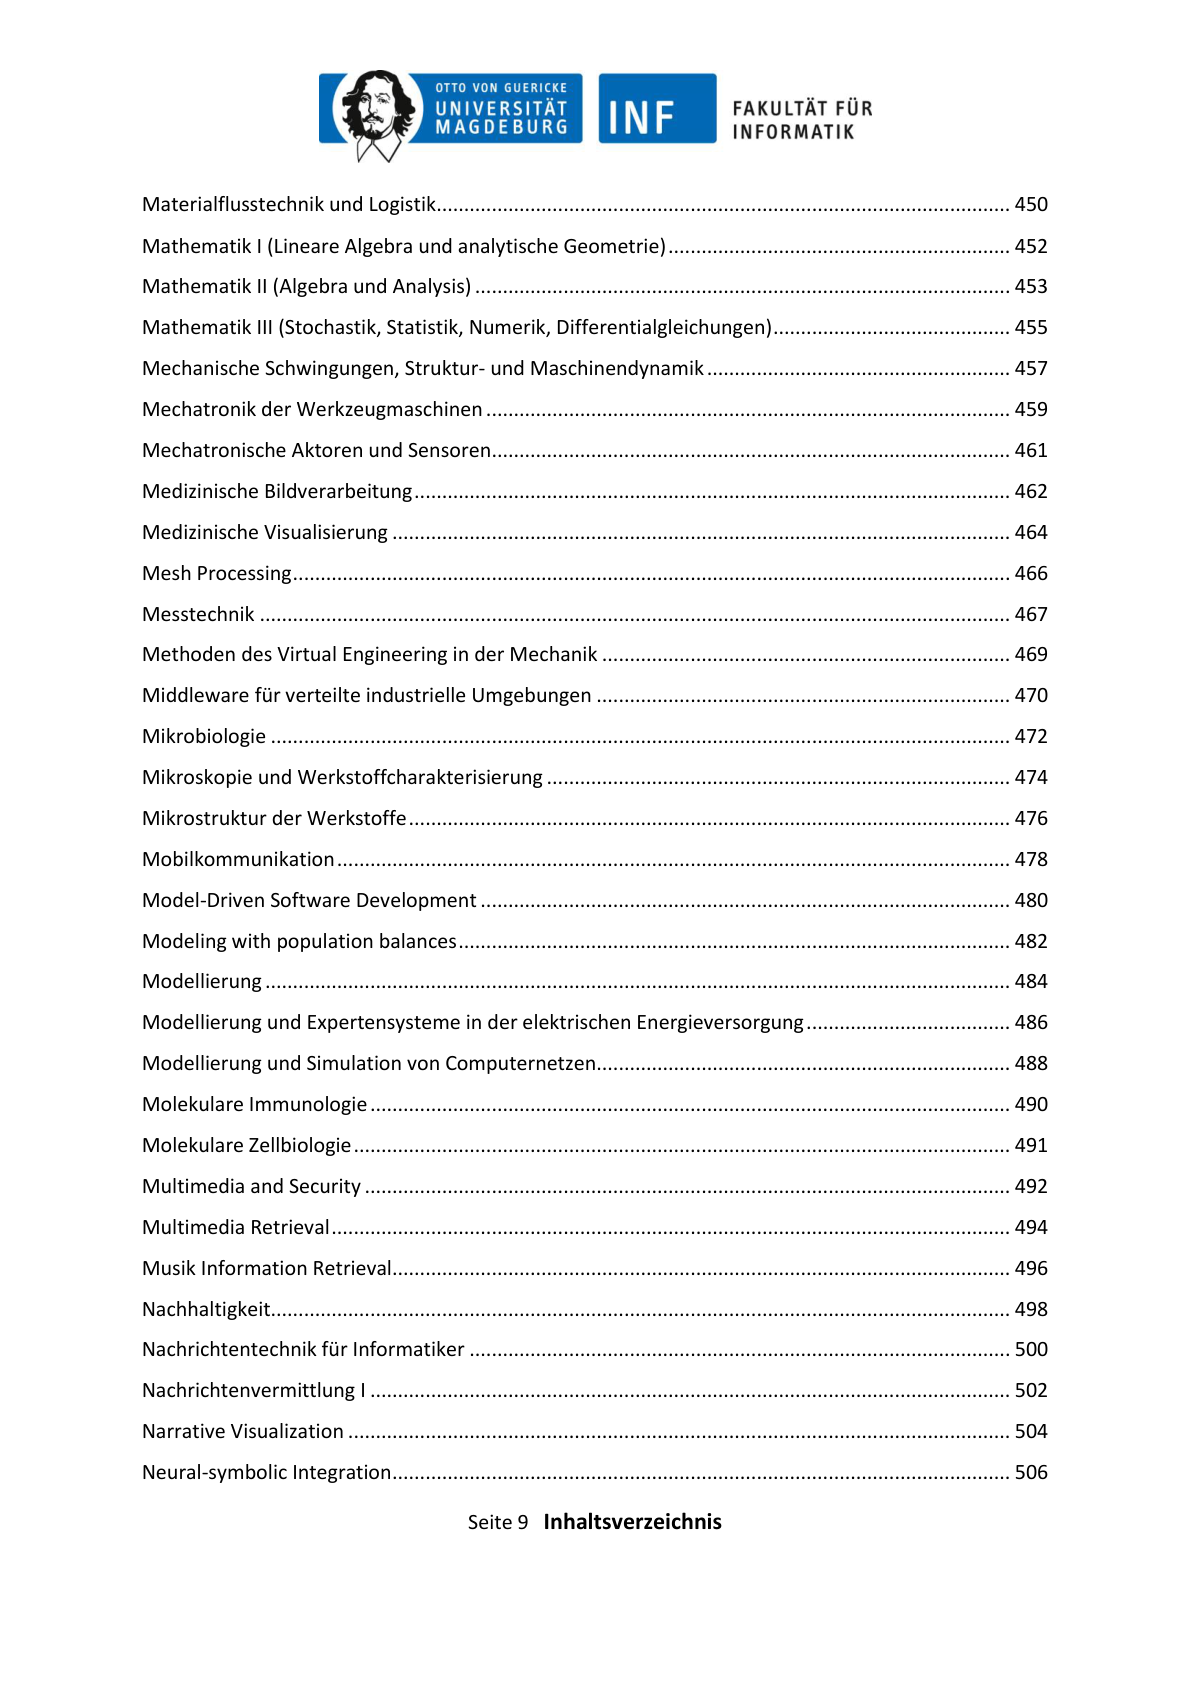 OTTO VON GUERICKE
UNIVERSITÄT
MAGDEBURG
INF
FAKULTÄT FÜR
INFORMATIK
Materialflusstechnik und Logistik 450
Mathematik I (Lineare Algebra und analytische Geometrie) 452
Mathematik II (Algebra und Analysis) 453
Mathematik III (Stochastik, Statistik, Numerik, Differentialgleichungen) 455
Mechanische Schwingungen, Struktur- und Maschinendynamik 457
Mechatronik der Werkzeugmaschinen 459
Mechatronische Aktoren und Sensoren 461
Medizinische Bildverarbeitung 462
Medizinische Visualisierung 464
Mesh Processing 466
Messtechnik 467
Methoden des Virtual Engineering in der Mechanik 469
Middleware für verteilte industrielle Umgebungen 470
Mikrobiologie 472
Mikroskopie und Werkstoffcharakterisierung 474
Mikrostruktur der Werkstoffe 476
Mobilkommunikation 478
Model-Driven Software Development 480
Modeling with population balances 482
Modellierung 484
Modellierung und Expertensysteme in der elektrischen Energieversorgung 486
Modellierung und Simulation von Computernetzen 488
Molekulare Immunologie 490
Molekulare Zellbiologie 491
Multimedia and Security 492
Multimedia Retrieval 494
Musik Information Retrieval 496
Nachhaltigkeit 498
Nachrichtentechnik für Informatiker 500
Nachrichtenvermittlung I 502
Narrative Visualization 504
Neural-symbolic Integration 506
Seite 9 Inhaltsverzeichnis